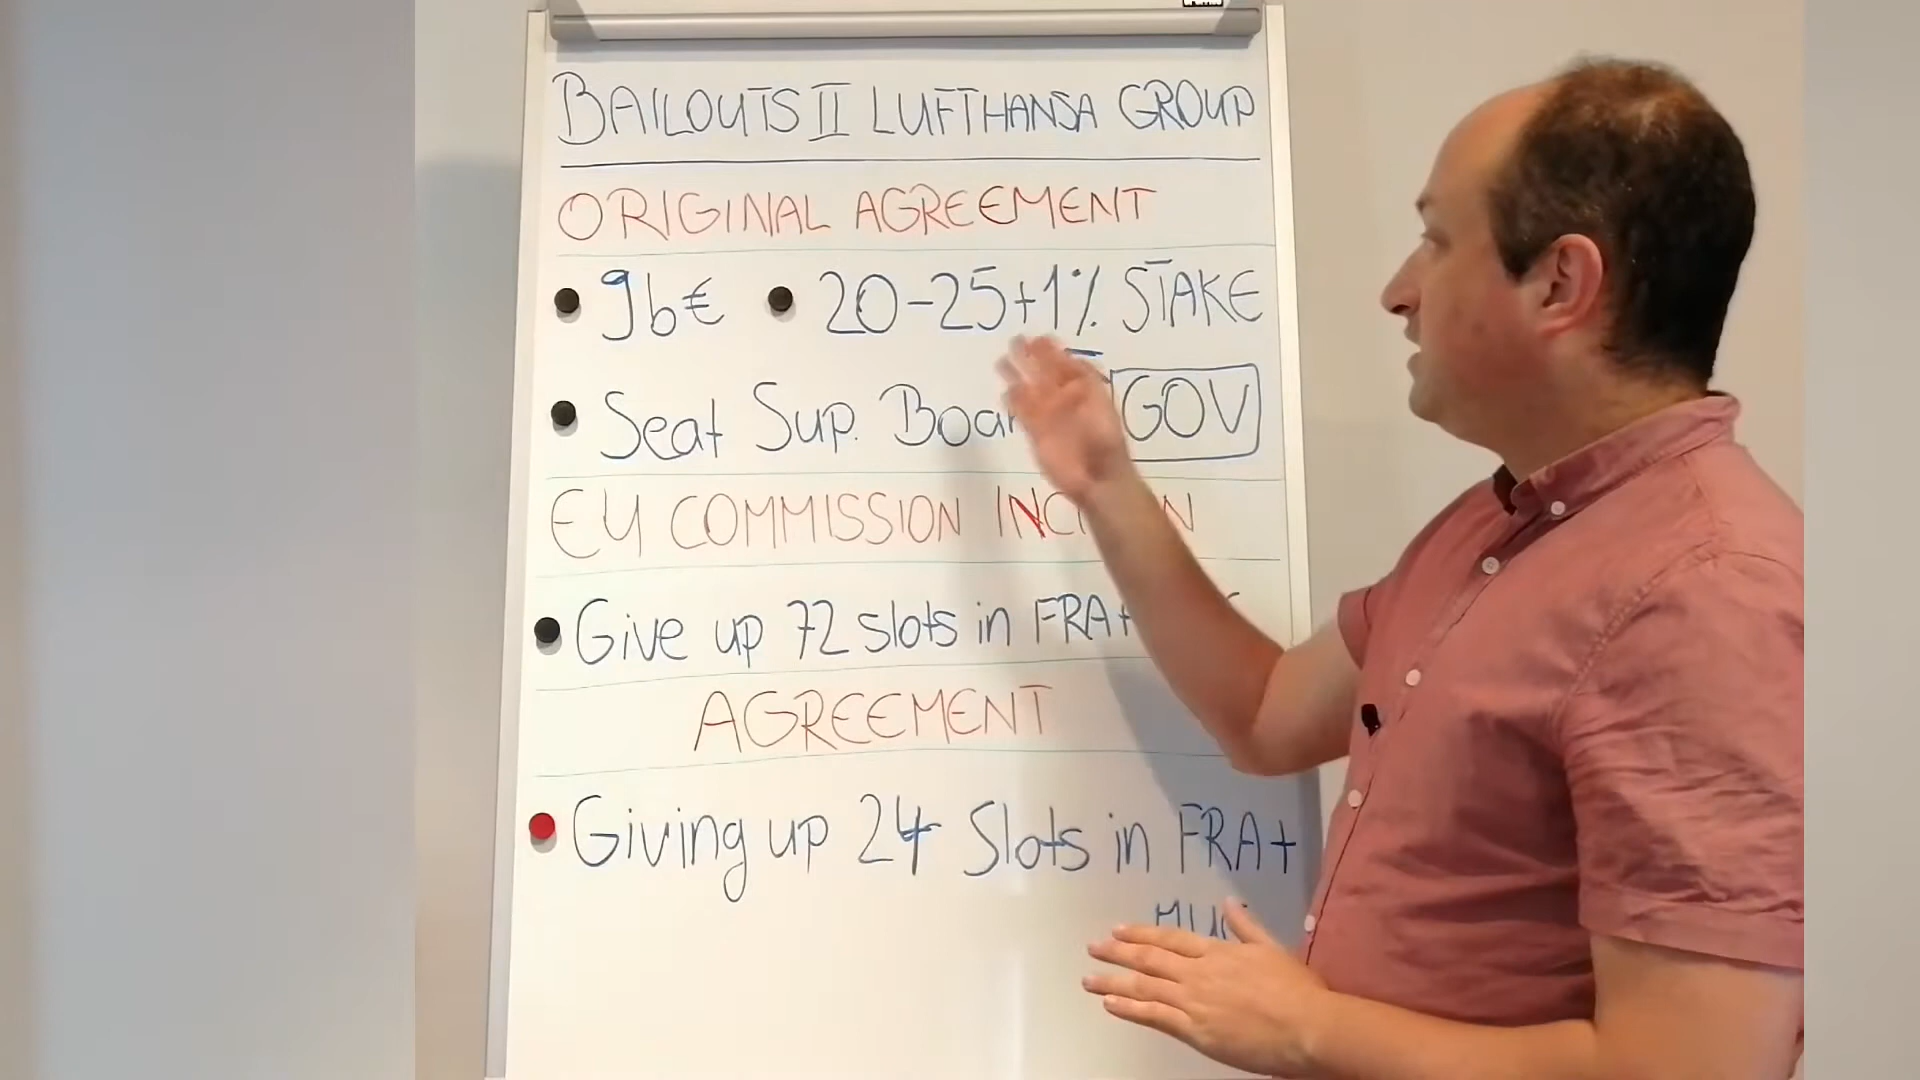 BAILOUTS II LUFTHANSA GROUP
ORIGINAL AGREEMENT
9b€ 20-25+1% STAKE
Seat Sup. GOV
EU COMMISSION
Give up 72 slots in FRA+
AGREEMENT
Giving up 24 Slots in FRA+